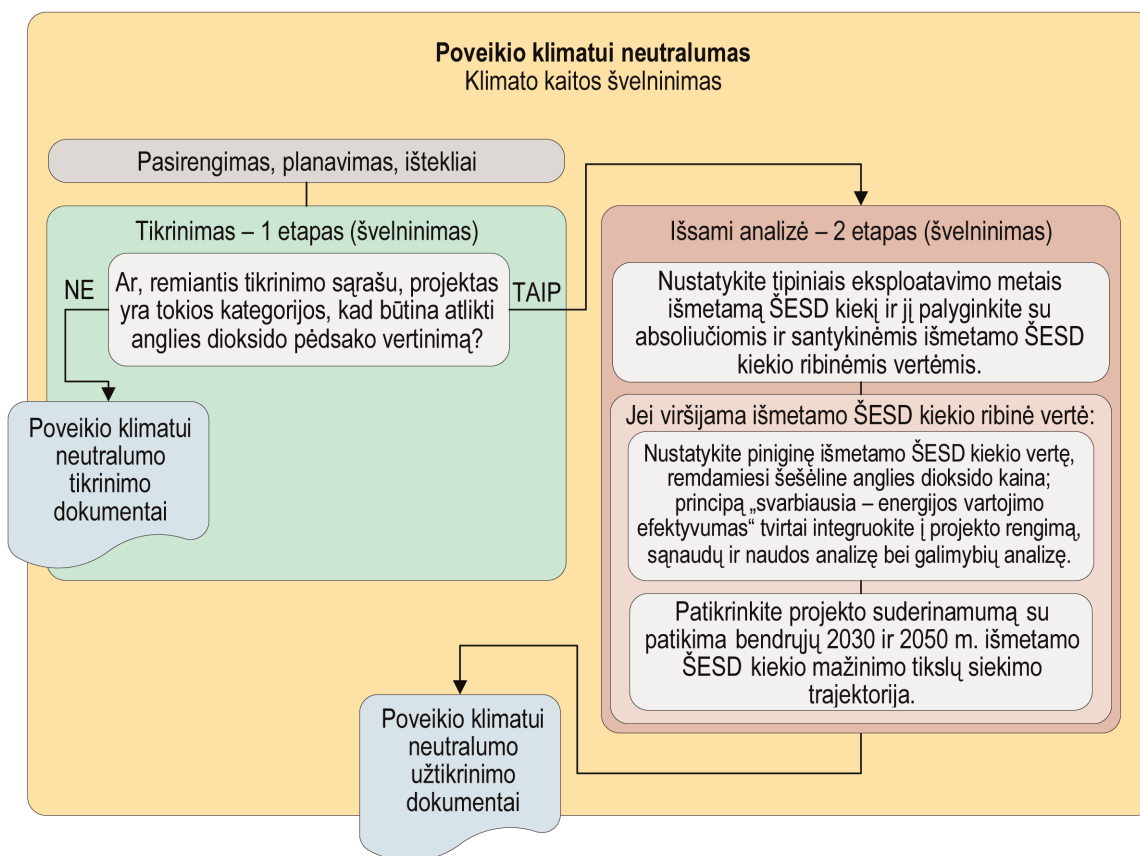 Poveikio klimatui neutralumas
Klimato kaitos švelninimas
Pasirengimas, planavimas, ištekliai
Tikrinimas – 1 etapas (švelninimas)
NE
Ar, remiantis tikrinimo sąrašu, projektas
yra tokios kategorijos, kad būtina atlikti
anglies dioksido pėdsako vertinimą?
TAIP
Poveikio klimatui
neutralumo
tikrinimo
dokumentai
Išsami analizė – 2 etapas (švelninimas)
Nustatykite tipiniais eksploatavimo metais
išmetamą ŠESD kiekį ir jį palyginkite su
absoliučiomis ir santykinėmis išmetamo ŠESD
kiekio ribinėmis vertėmis.
Jei viršijama išmetamo ŠESD kiekio ribinė vertė:
Nustatykite piniginę išmetamo ŠESD kiekio vertę,
remdamiesi šešėline anglies dioksido kaina;
principą „svarbiausia – energijos vartojimo
efektyvumas“ tvirtai integruokite į projekto rengimą,
sąnaudų ir naudos analizę bei galimybių analizę.
Patikrinkite projekto suderinamumą su
patikima bendrųjų 2030 ir 2050 m. išmetamo
ŠESD kiekio mažinimo tikslų siekimo
trajektorija.
Poveikio klimatui
neutralumo
užtikrinimo
dokumentai